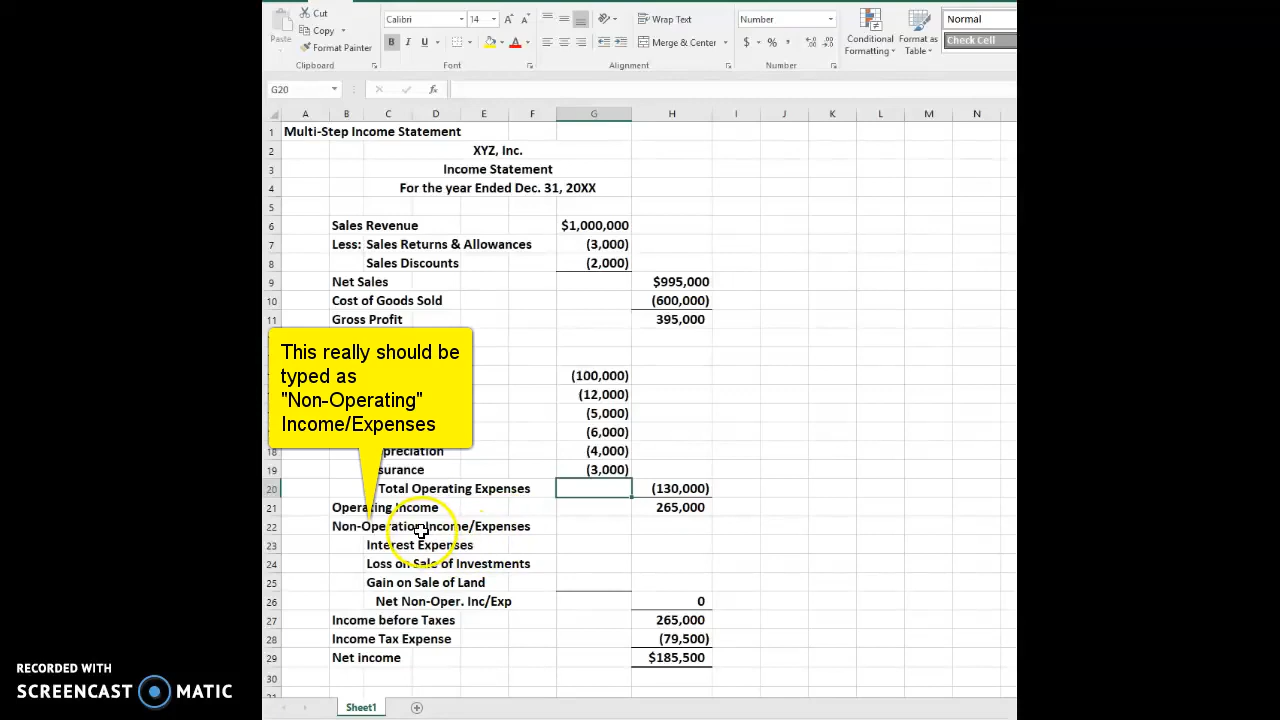 Cut
Calibri 14 A A
Wrap Text
Number
Normal
Copy
Paste
Format Painter
B I U A
Merge & Center
$ % ,
Conditional Formatting
Format as Table
Check Cell
Clipboard Font Alignment Number
G20 fx
A B C D E F G H I J K L M N
1 Multi-Step Income Statement
2 XYZ, Inc.
3 Income Statement
4 For the year Ended Dec. 31, 20XX
5
6 Sales Revenue $1,000,000
7 Less: Sales Returns & Allowances (3,000)
8 Sales Discounts (2,000)
9 Net Sales $995,000
10 Cost of Goods Sold (600,000)
11 Gross Profit 395,000
This really should be
typed as
"Non-Operating"
Income/Expenses
(100,000)
(12,000)
(5,000)
(6,000)
18 preciation (4,000)
19 surance (3,000)
20 Total Operating Expenses (130,000)
21 Operating Income 265,000
22 Non-Operation Income/Expenses
23 Interest Expenses
24 Loss on Sale of Investments
25 Gain on Sale of Land
26 Net Non-Oper. Inc/Exp 0
27 Income before Taxes 265,000
28 Income Tax Expense (79,500)
29 Net income $185,500
30
Sheet1
RECORDED WITH
SCREENCAST MATIC